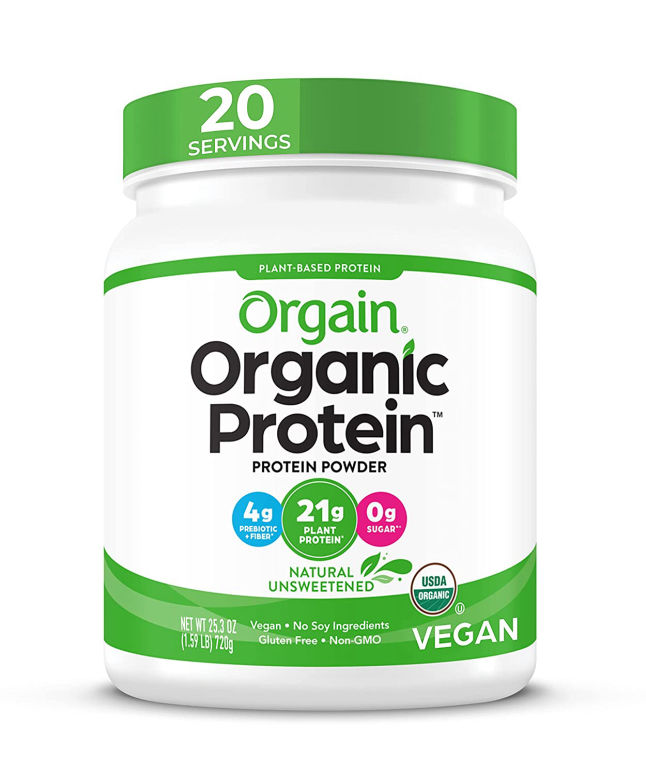 20
SERVINGS
PLANT-BASED PROTEIN
Orgain®
Organic
Protein™
PROTEIN POWDER
4g
PREBIOTIC
+ FIBER*
21g
PLANT
PROTEIN*
0g
SUGAR**
NATURAL
UNSWEETENED
USDA
ORGANIC
U
NET WT 25.3 OZ
(1.59 LB) 720g
Vegan • No Soy Ingredients
Gluten Free • Non-GMO
VEGAN